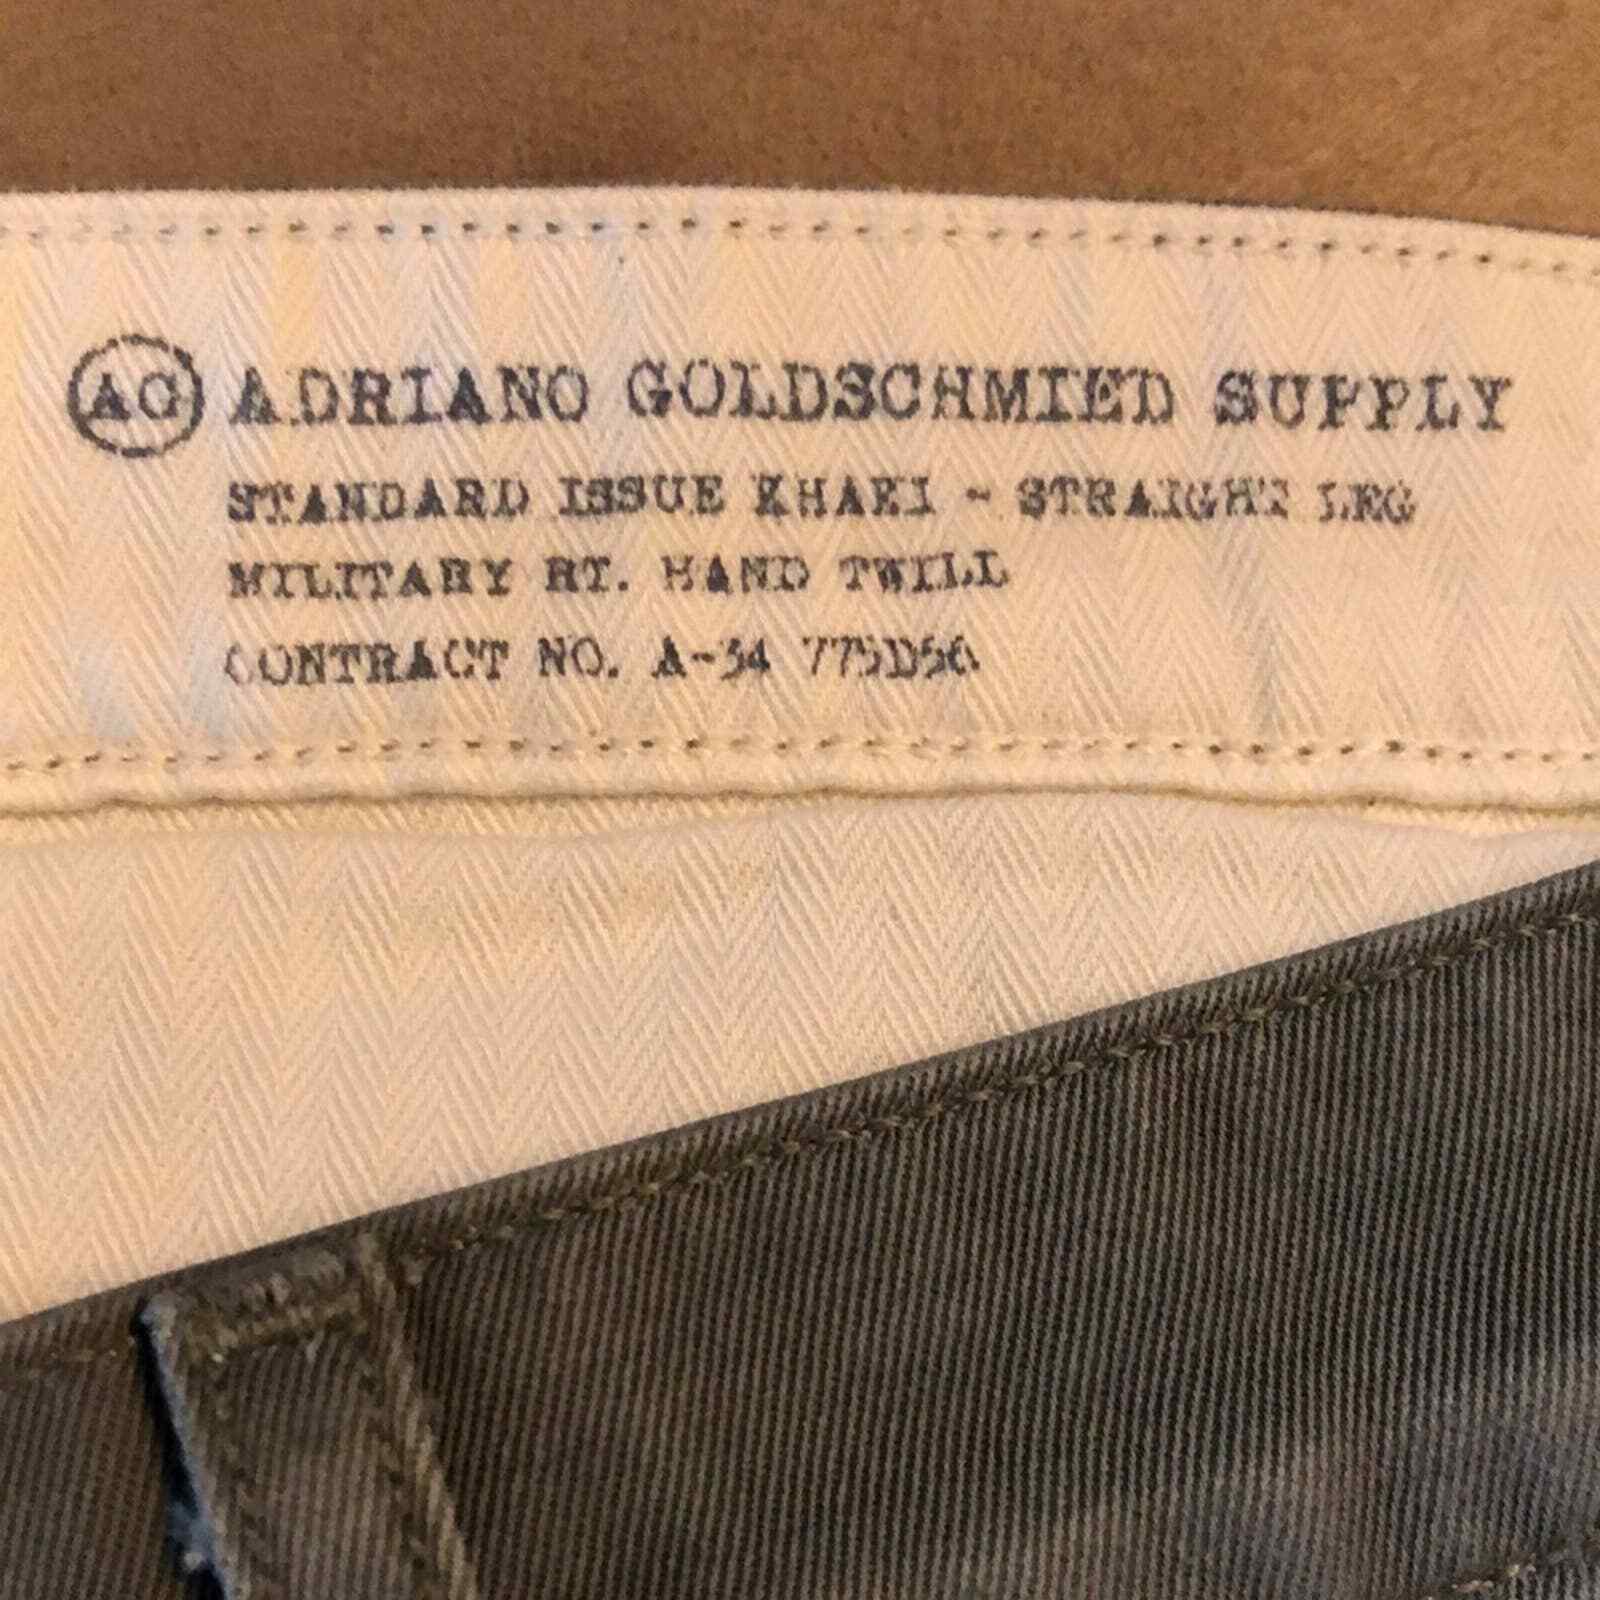 AG ADRIANO GOLDSCHMIED SUPPLY
STANDARD ISSUE KHAKI - STRAIGHT LEG
MILITARY RT. HAND TWILL
CONTRACT NO. A-34 775D56